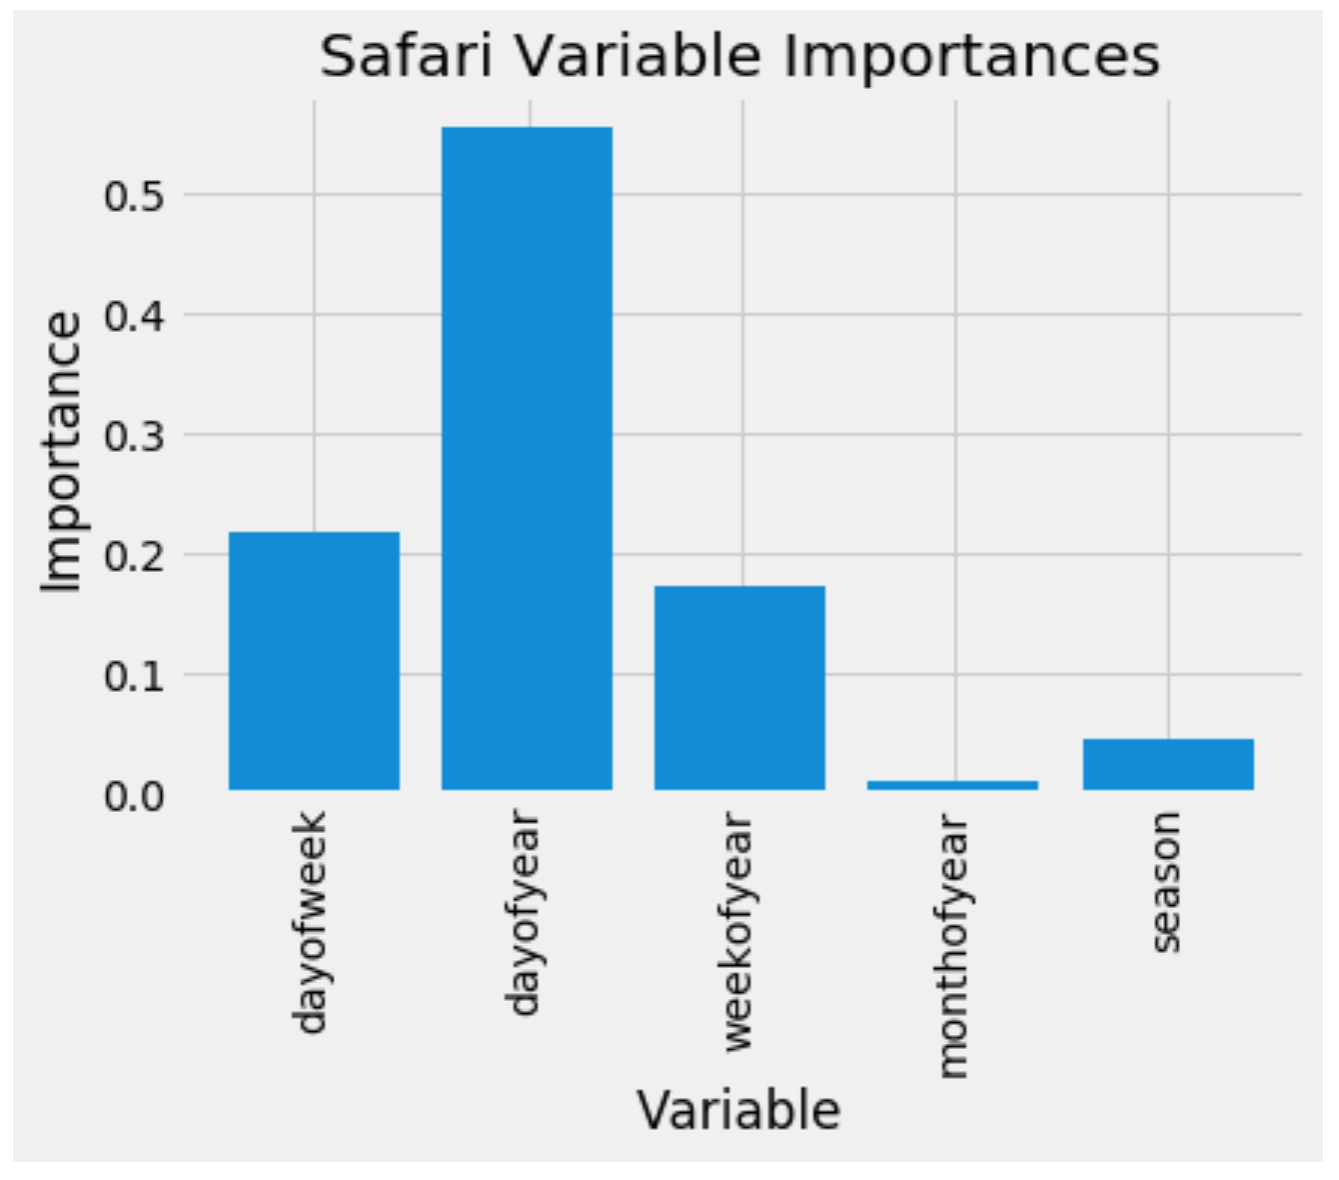 Safari Variable Importances
Importance
0.5
0.4
0.3
0.2
0.1
0.0
dayofweek
dayofyear
weekofyear
monthofyear
season
Variable